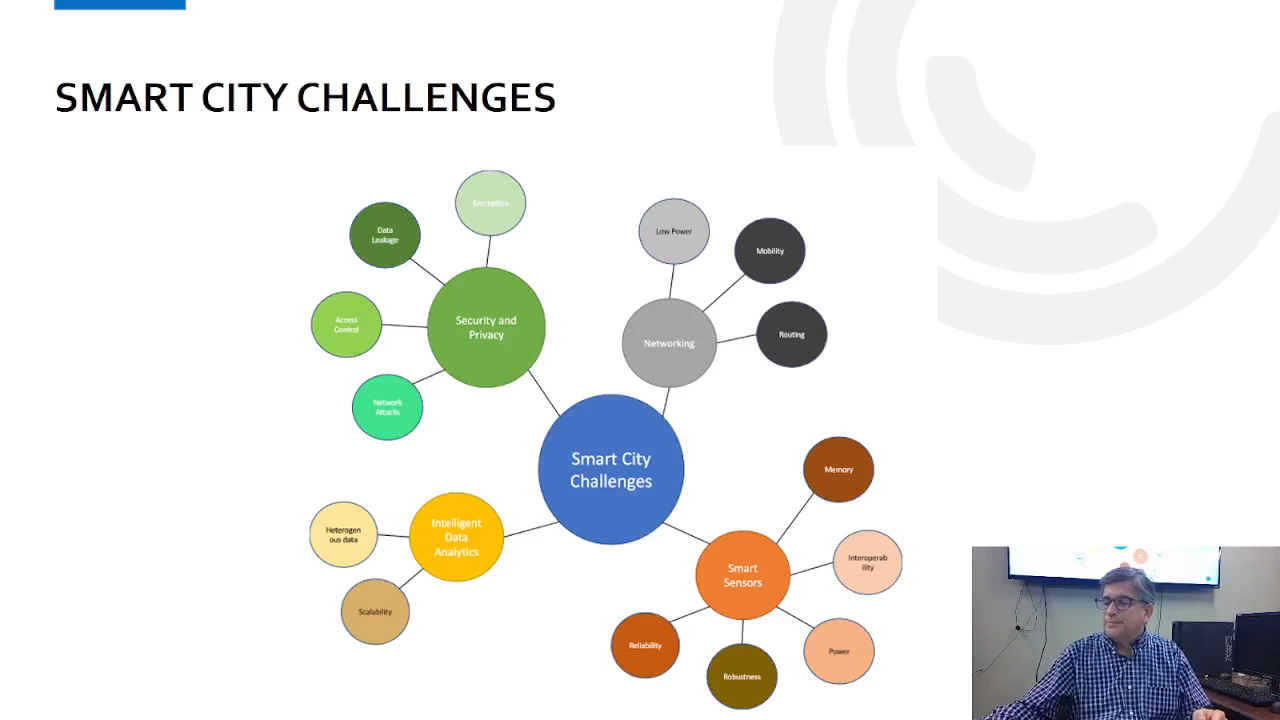 SMART CITY CHALLENGES
Encryption
Data
Leakage
Security and
Privacy
Access
Control
Network
Attacks
Low Power
Mobility
Networking
Routing
Smart City
Challenges
Intelligent
Data
Analytics
Heterogen
ous data
Scalability
Memory
Interoperab
ility
Smart
Sensors
Reliability
Robustness
Power